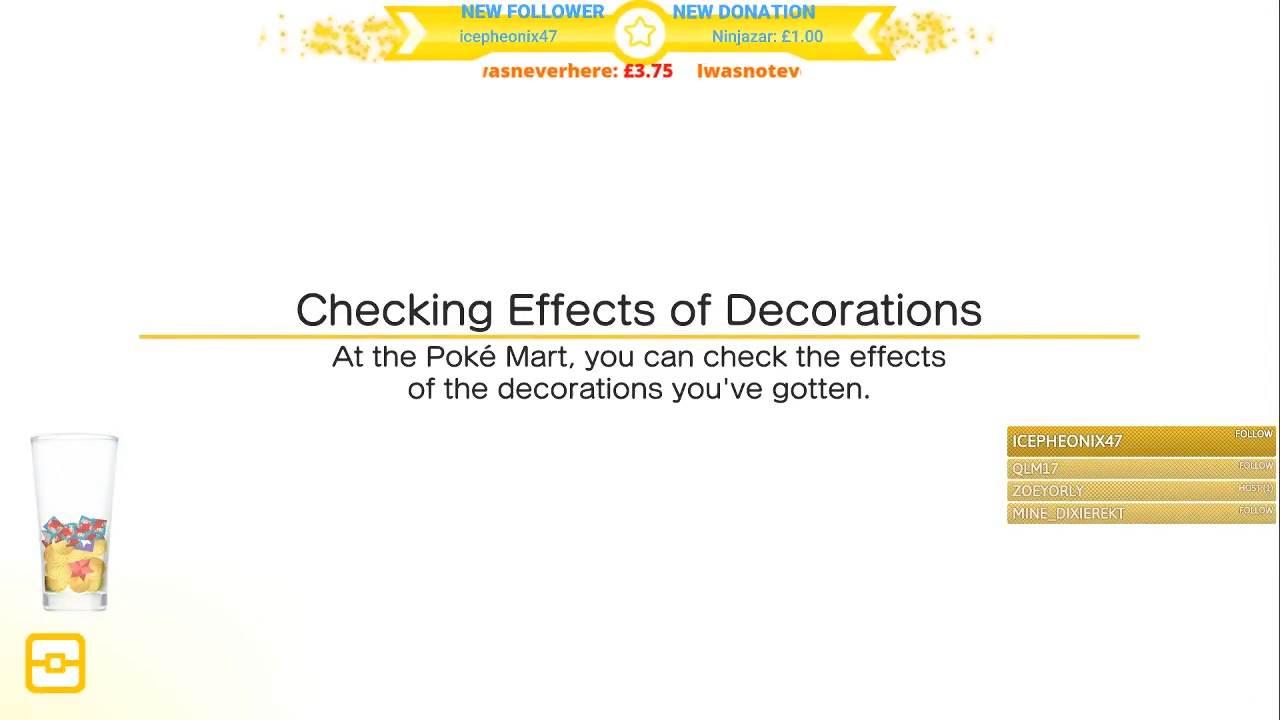 NEW FOLLOWER NEW DONATION
icepheonix47 Ninjazar: £1.00
asneverhere: £3.75 Iwasnotev
Checking Effects of Decorations
At the Poké Mart, you can check the effects
of the decorations you've gotten.
ICEPHEONIX47 FOLLOW
QLM17 FOLLOW
ZOEYORLY HOST (2)
MINE_DIXIEREKT FOLLOW